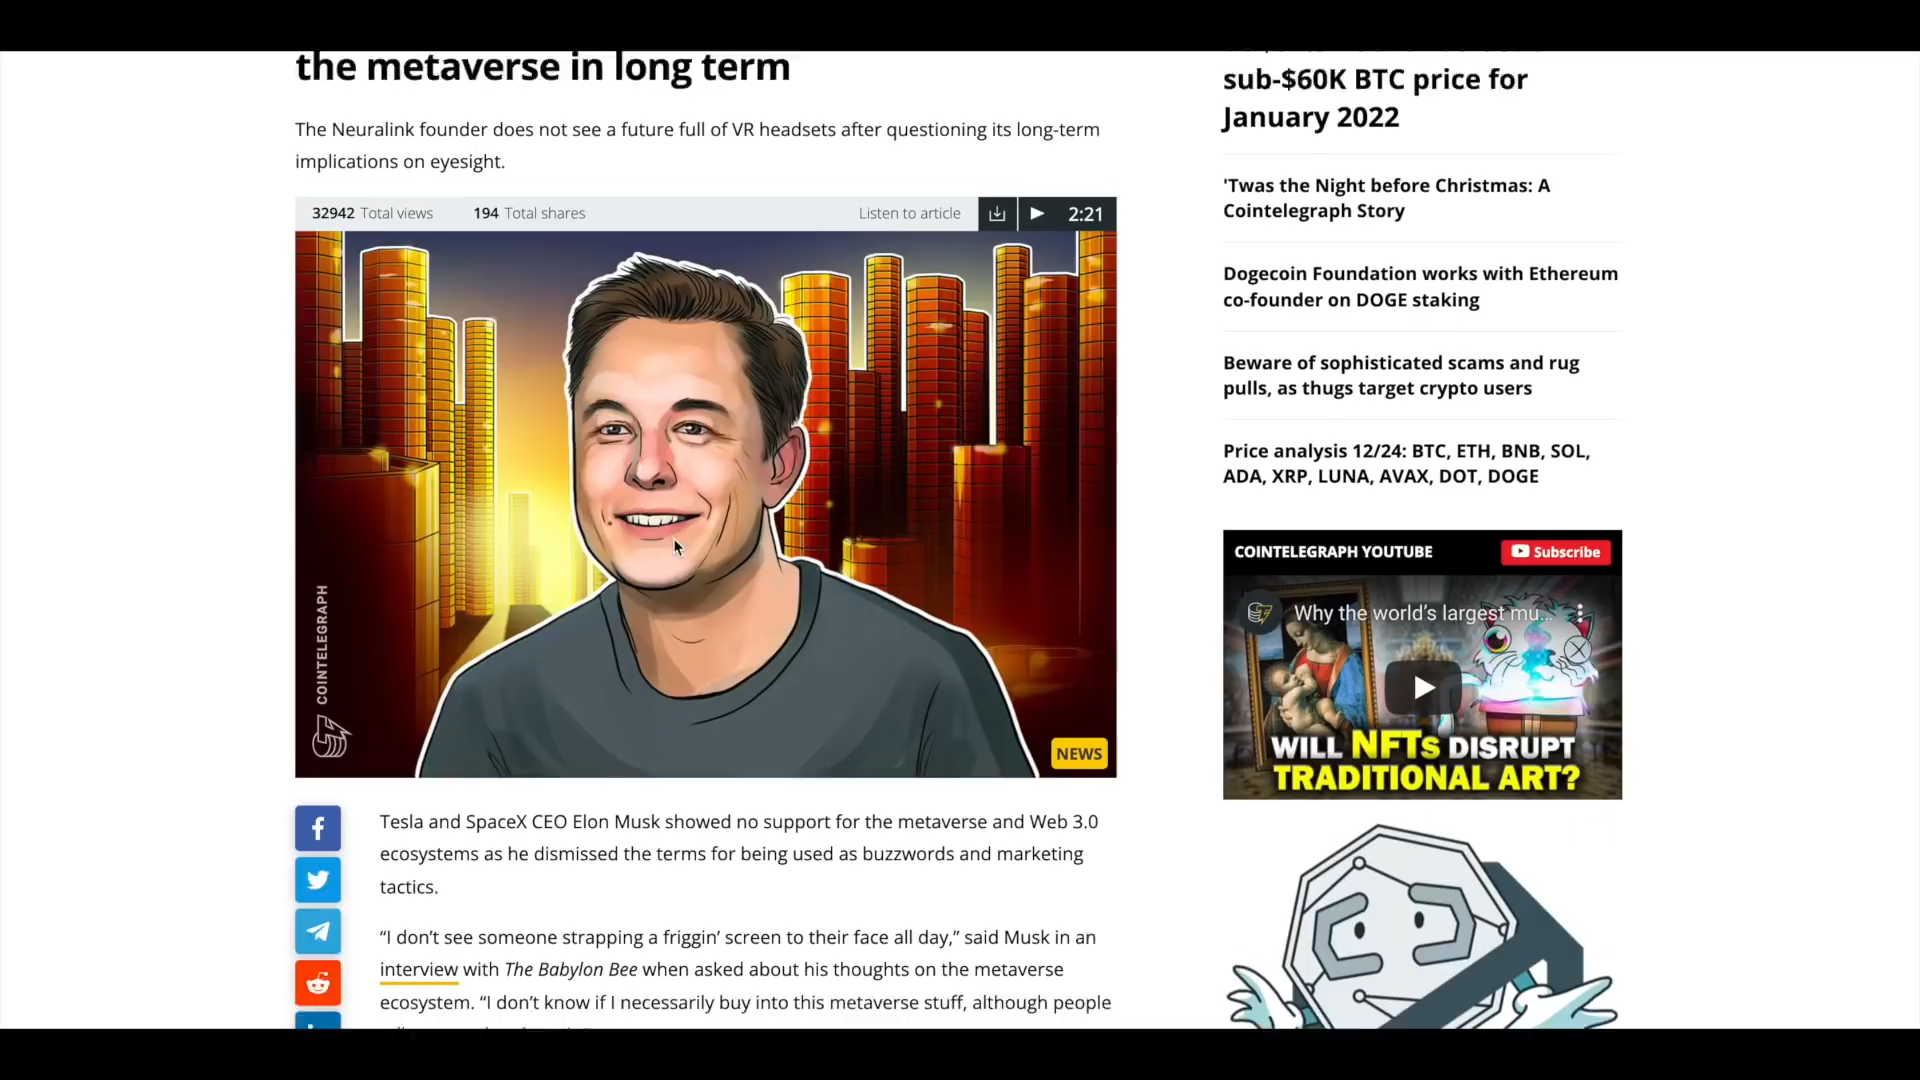 the metaverse in long term
The Neuralink founder does not see a future full of VR headsets after questioning its long-term
implications on eyesight.
32942 Total views 194 Total shares Listen to article 2:21
COINTELEGRAPH
NEWS
Tesla and SpaceX CEO Elon Musk showed no support for the metaverse and Web 3.0
ecosystems as he dismissed the terms for being used as buzzwords and marketing
tactics.
“I don’t see someone strapping a friggin’ screen to their face all day,” said Musk in an
interview with The Babylon Bee when asked about his thoughts on the metaverse
ecosystem. “I don’t know if I necessarily buy into this metaverse stuff, although people
sub-$60K BTC price for
January 2022
'Twas the Night before Christmas: A
Cointelegraph Story
Dogecoin Foundation works with Ethereum
co-founder on DOGE staking
Beware of sophisticated scams and rug
pulls, as thugs target crypto users
Price analysis 12/24: BTC, ETH, BNB, SOL,
ADA, XRP, LUNA, AVAX, DOT, DOGE
COINTELEGRAPH YOUTUBE Subscribe
Why the world’s largest mu...
WILL NFTs DISRUPT
TRADITIONAL ART?